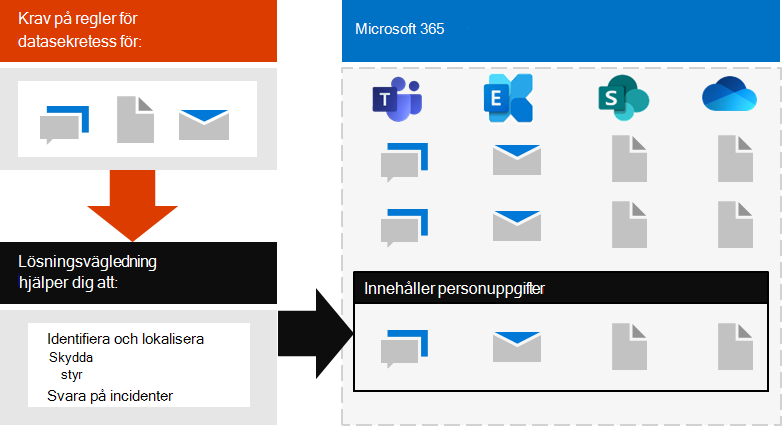 Krav på regler för
datasekretess för:
Lösningsvägledning
hjälper dig att:
Identifiera och lokalisera
Skydda
styr
Svara på incidenter
Microsoft 365
T
E
S
Innehåller personuppgifter